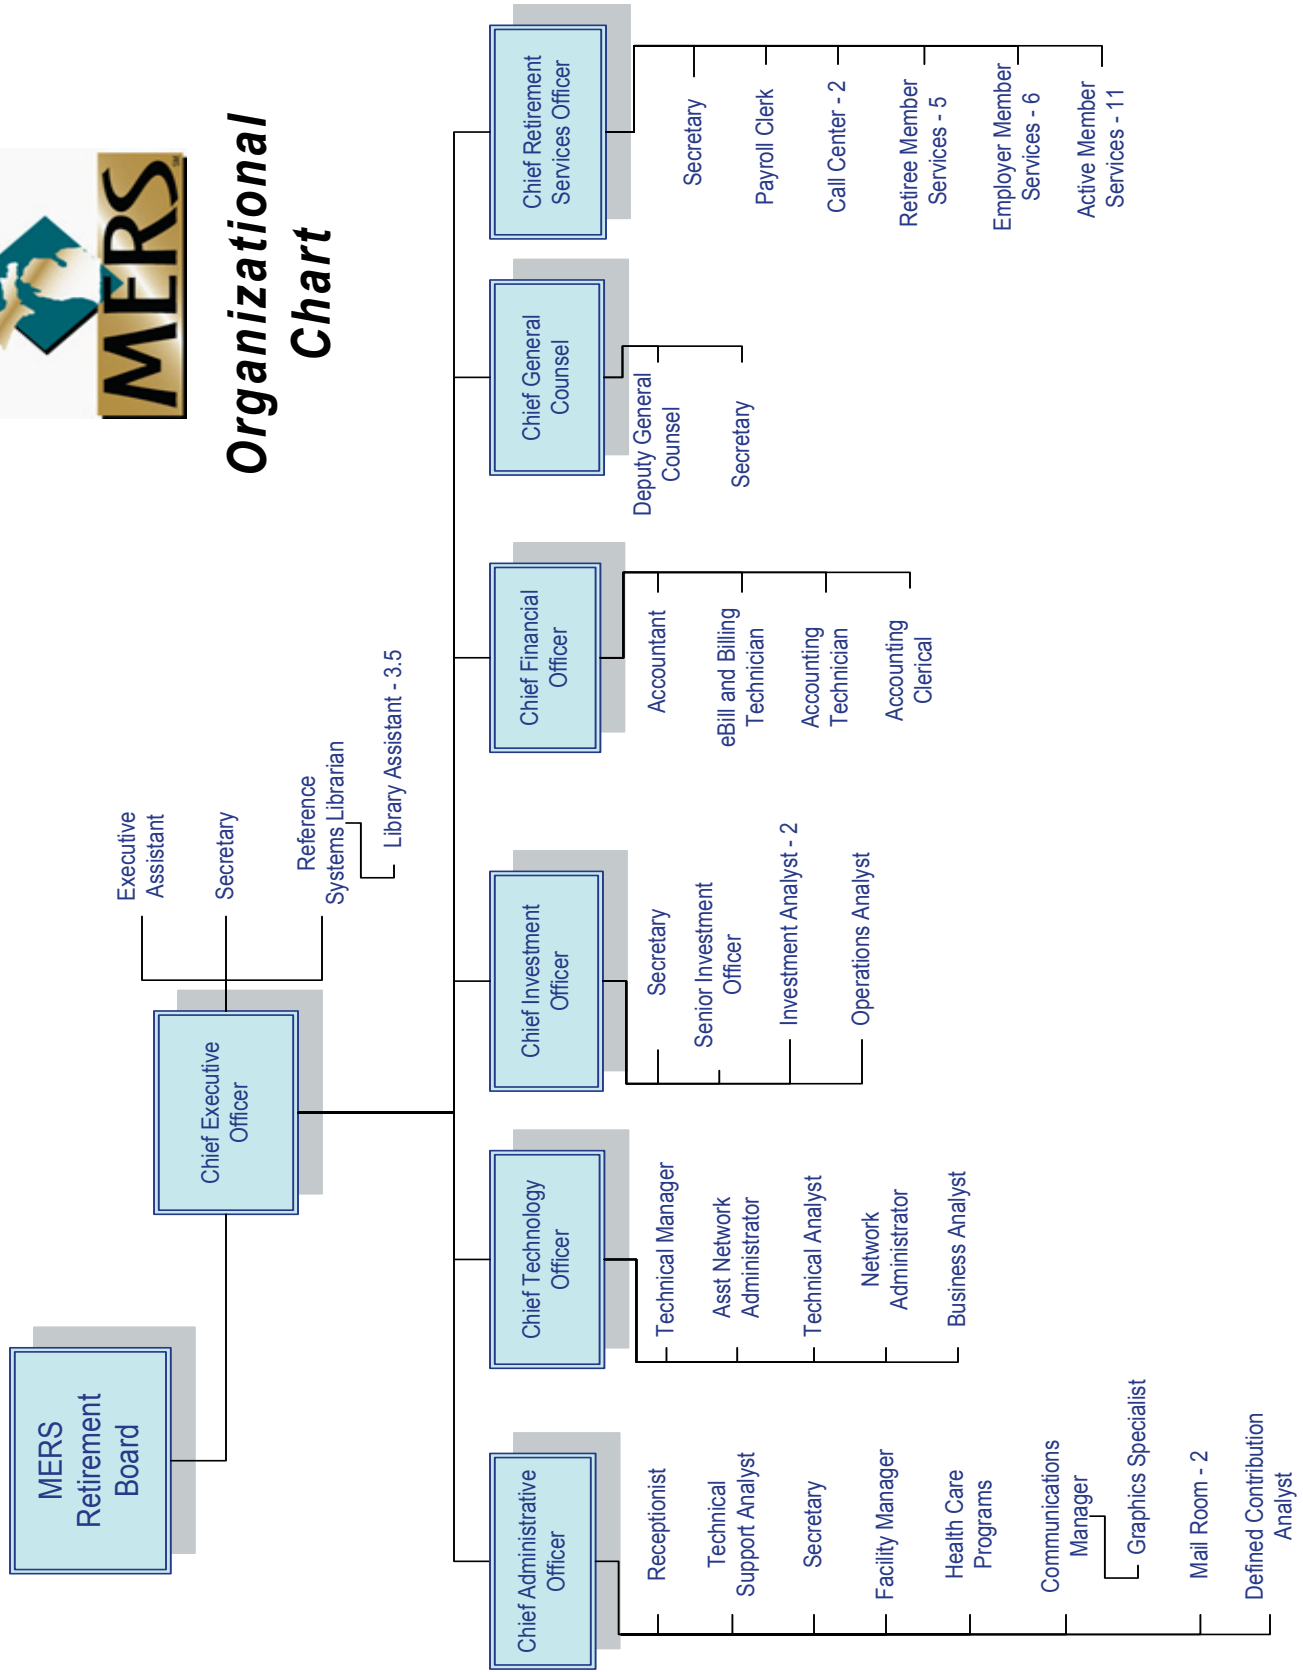 MERS
SM
Organizational
Chart
MERS
Retirement
Board
Chief Executive
Officer
Executive
Assistant
Secretary
Reference
Systems Librarian
Library Assistant - 3.5
Chief Administrative
Officer
Receptionist
Technical
Support Analyst
Secretary
Facility Manager
Health Care
Programs
Communications
Manager
Graphics Specialist
Mail Room - 2
Defined Contribution
Analyst
Chief Technology
Officer
Technical Manager
Asst Network
Administrator
Technical Analyst
Network
Administrator
Business Analyst
Chief Investment
Officer
Secretary
Senior Investment
Officer
Investment Analyst - 2
Operations Analyst
Chief Financial
Officer
Accountant
eBill and Billing
Technician
Accounting
Technician
Accounting
Clerical
Chief General
Counsel
Deputy General
Counsel
Secretary
Chief Retirement
Services Officer
Secretary
Payroll Clerk
Call Center - 2
Retiree Member
Services - 5
Employer Member
Services - 6
Active Member
Services - 11